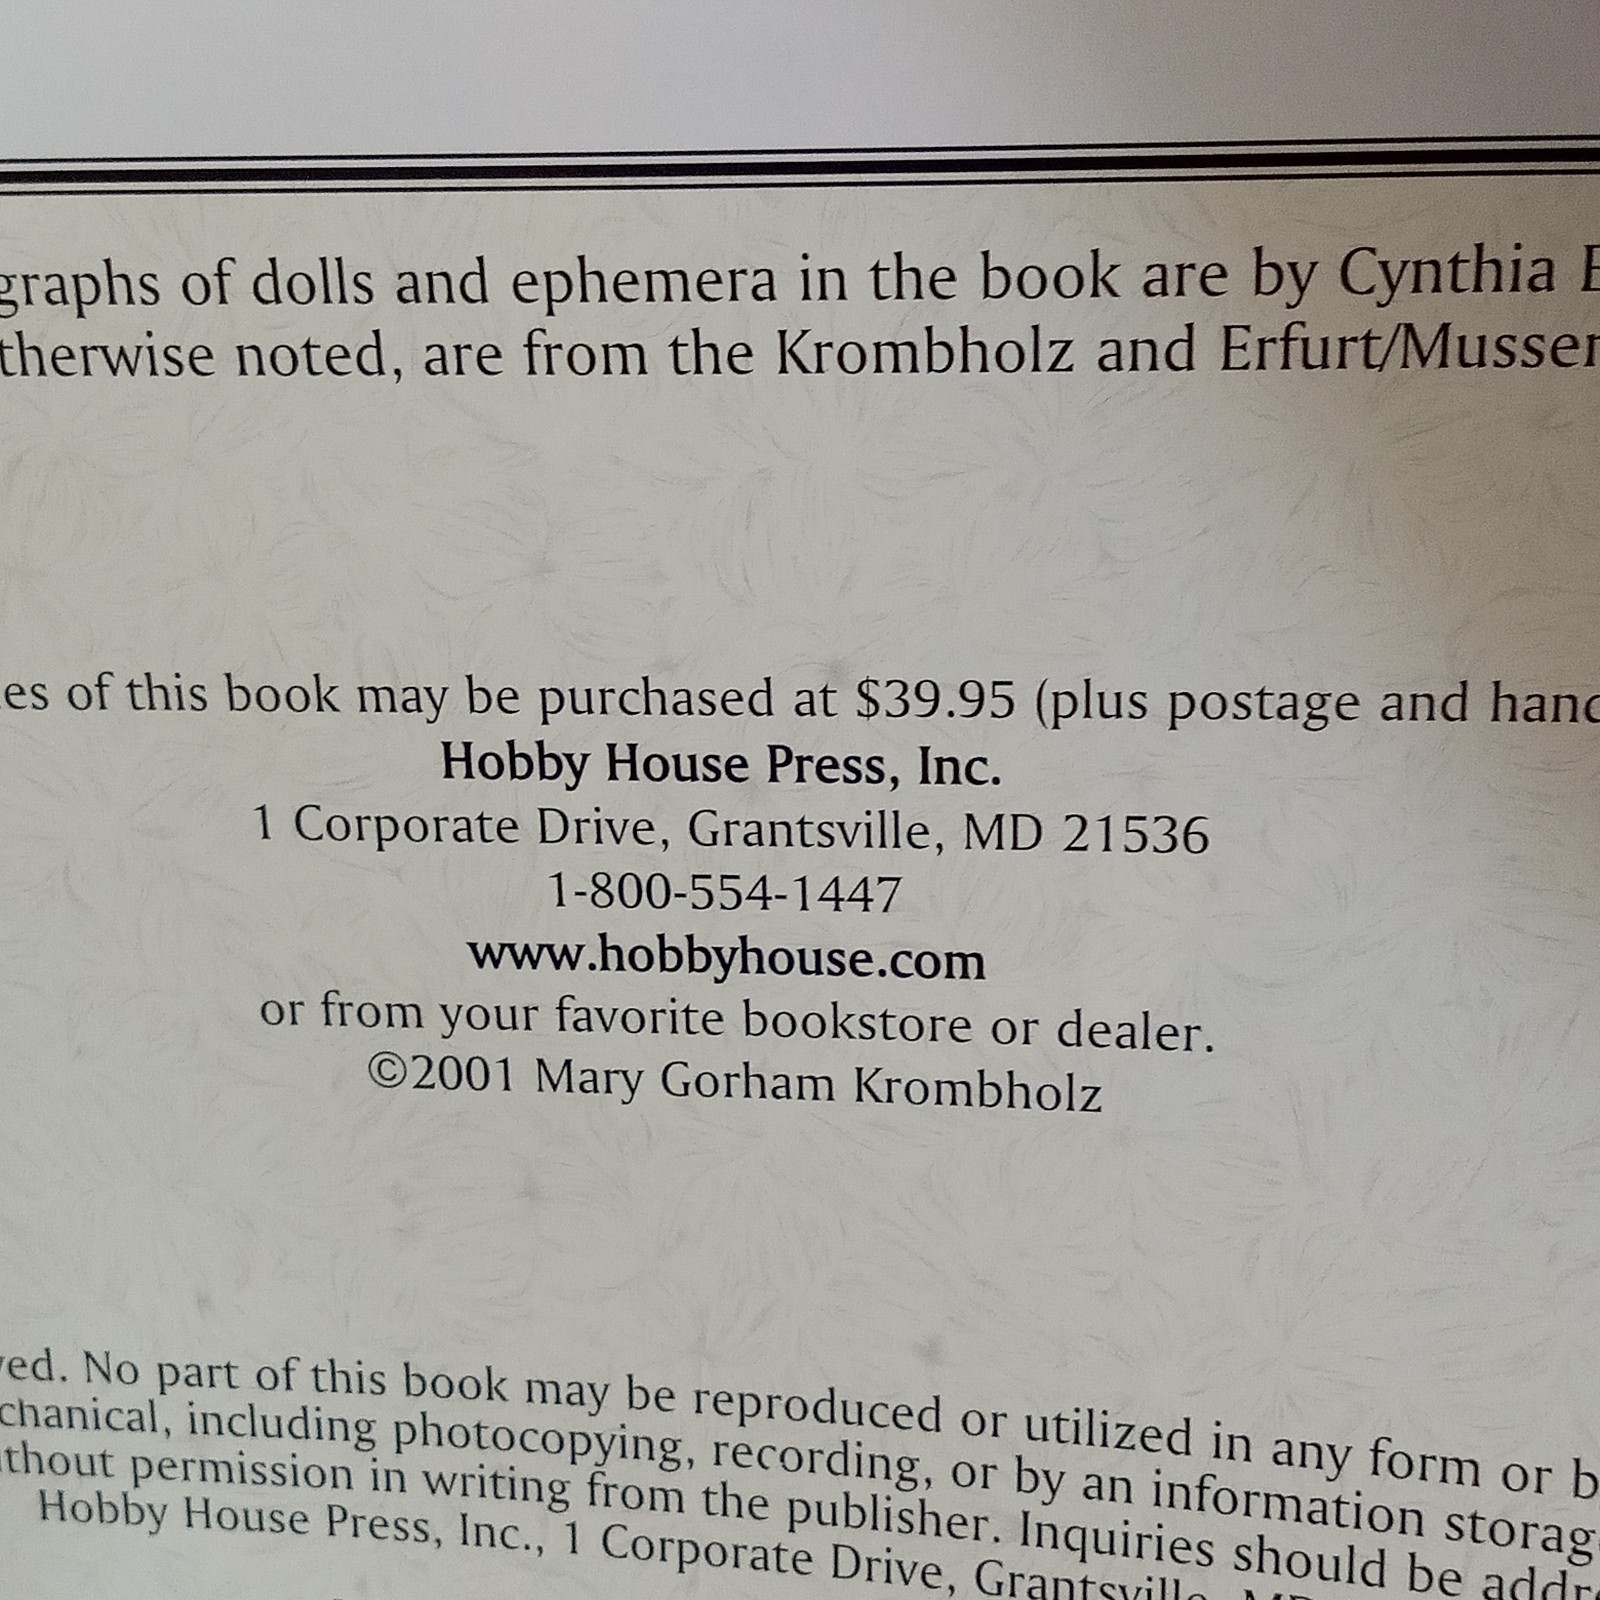 graphs of dolls and ephemera in the book are by Cynthia
therwise noted, are from the Krombholz and Erfurt/Musser
es of this book may be purchased at $39.95 (plus postage and hand
Hobby House Press, Inc.
1 Corporate Drive, Grantsville, MD 21536
1-800-554-1447
www.hobbyhouse.com
or from your favorite bookstore or dealer.
©2001 Mary Gorham Krombholz
ved. No part of this book may be reproduced or utilized in any form or b
chanical, including photocopying, recording, or by an information storag
ithout permission in writing from the publisher. Inquiries should be addr
Hobby House Press, Inc., 1 Corporate Drive, Grantsville,